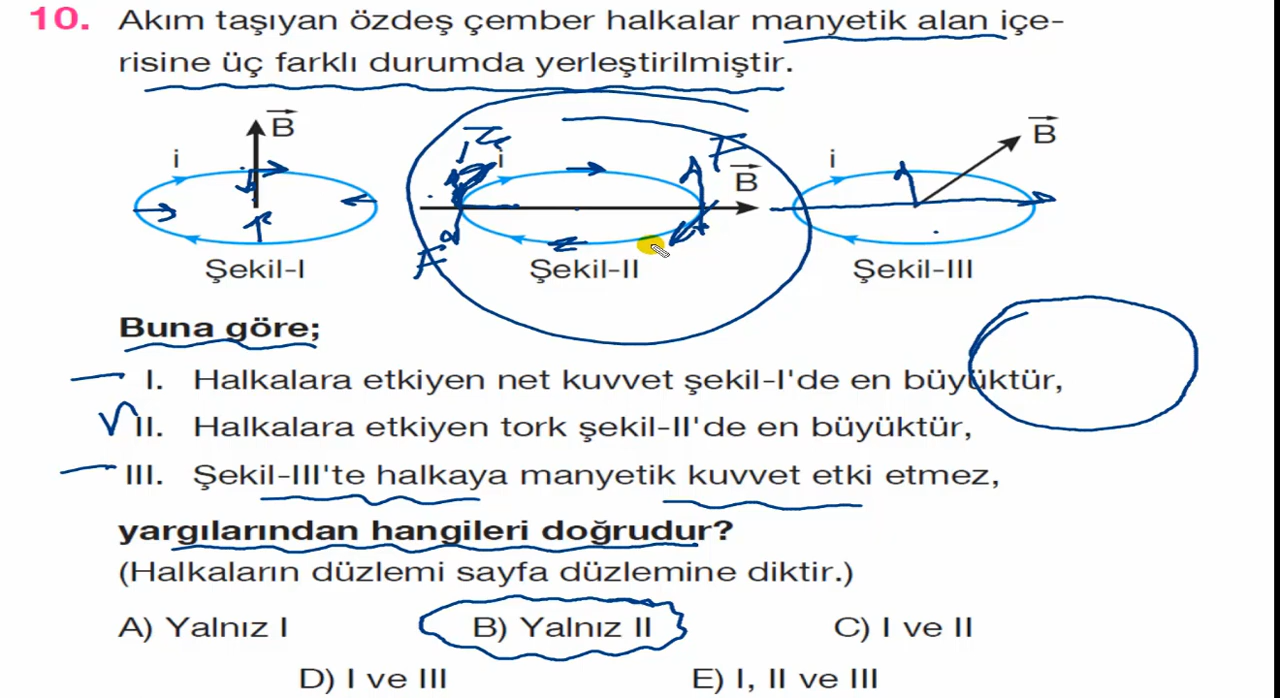 10. Akım taşıyan özdeş çember halkalar manyetik alan içe-
risine üç farklı durumda yerleştirilmiştir.
i B
i B F
i B
F
Şekil-I Şekil-II Şekil-III
Buna göre;
I. Halkalara etkiyen net kuvvet şekil-I'de en büyüktür,
II. Halkalara etkiyen tork şekil-II'de en büyüktür,
III. Şekil-III'te halkaya manyetik kuvvet etki etmez,
yargılarından hangileri doğrudur?
(Halkaların düzlemi sayfa düzlemine diktir.)
A) Yalnız I B) Yalnız II C) I ve II
D) I ve III E) I, II ve III